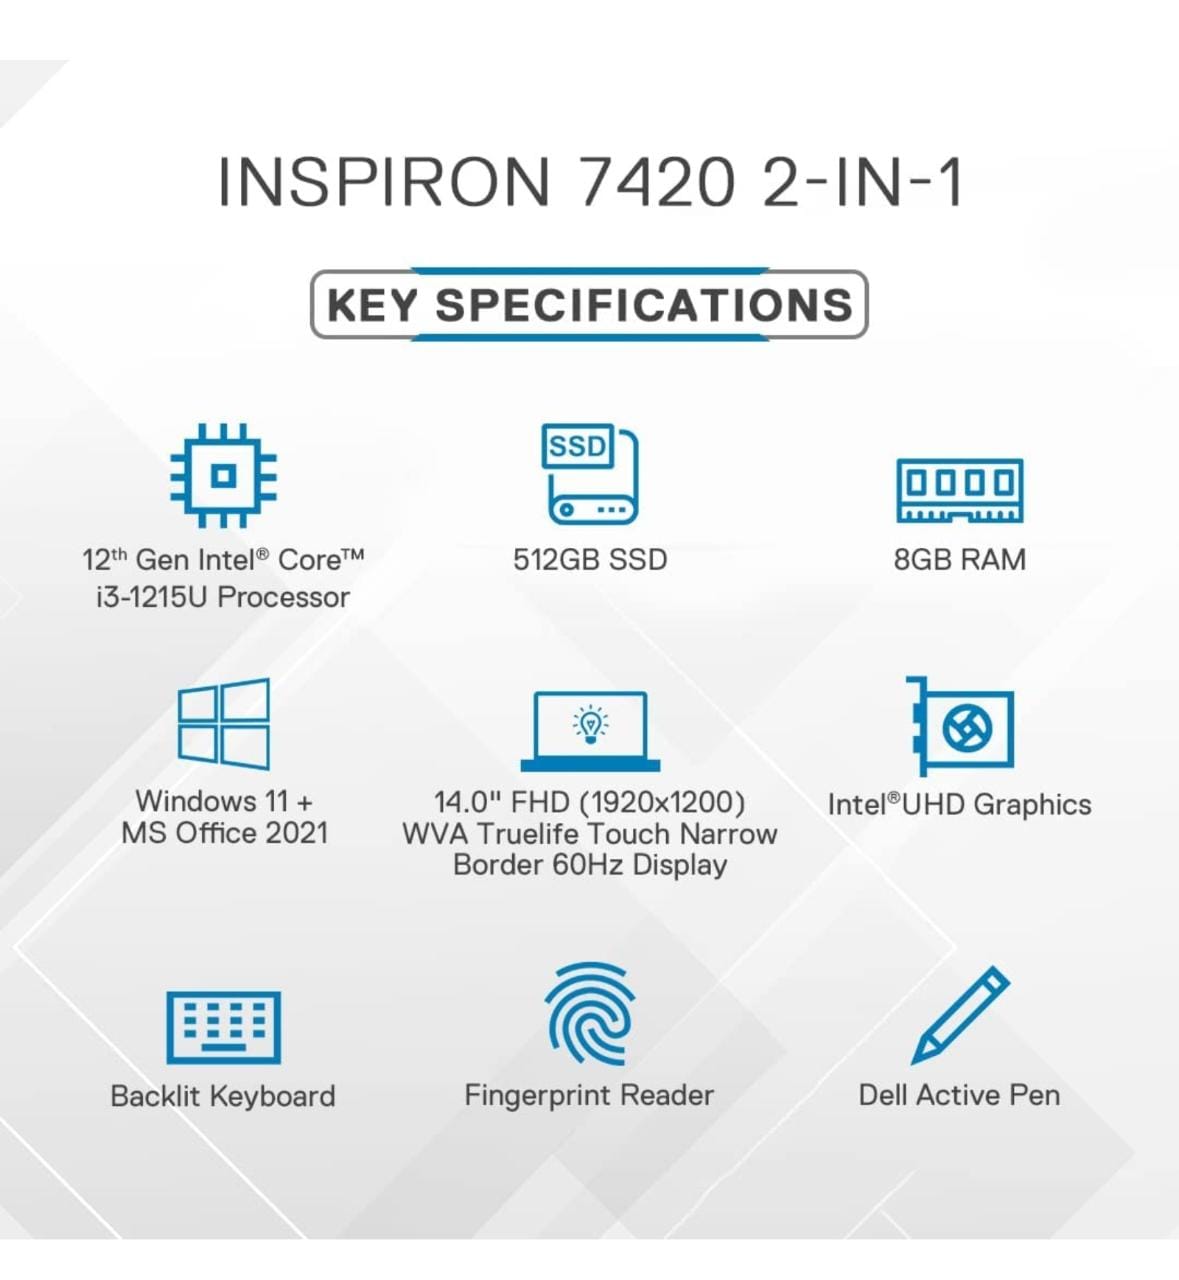 INSPIRON 7420 2-IN-1
KEY SPECIFICATIONS
SSD
12th Gen Intel® Core™
i3-1215U Processor
512GB SSD
8GB RAM
Windows 11 +
MS Office 2021
14.0" FHD (1920x1200)
WVA Truelife Touch Narrow
Border 60Hz Display
Intel®UHD Graphics
Backlit Keyboard
Fingerprint Reader
Dell Active Pen